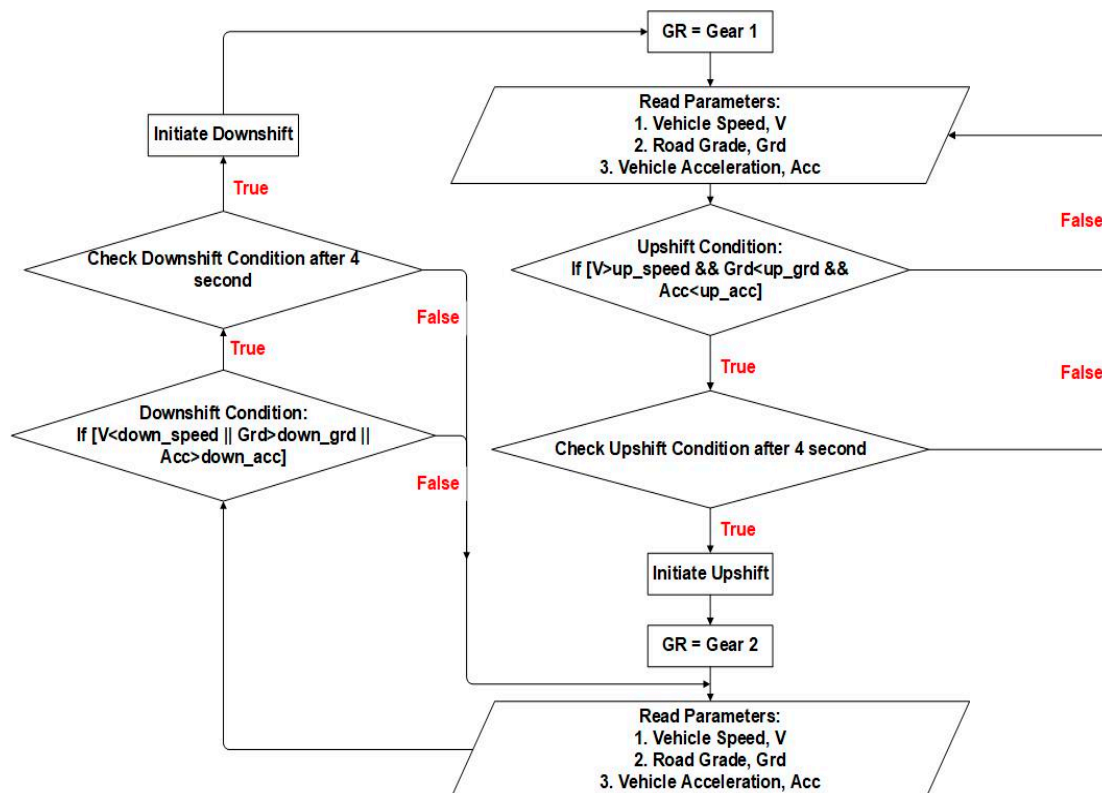 GR = Gear 1
Read Parameters:
1. Vehicle Speed, V
2. Road Grade, Grd
3. Vehicle Acceleration, Acc
Upshift Condition:
If [V>up_speed && Grd<up_grd &&
Acc<up_acc]
False
True
Check Upshift Condition after 4 second
False
True
Initiate Upshift
GR = Gear 2
Read Parameters:
1. Vehicle Speed, V
2. Road Grade, Grd
3. Vehicle Acceleration, Acc
Downshift Condition:
If [V<down_speed || Grd>down_grd ||
Acc>down_acc]
False
True
Check Downshift Condition after 4
second
False
True
Initiate Downshift